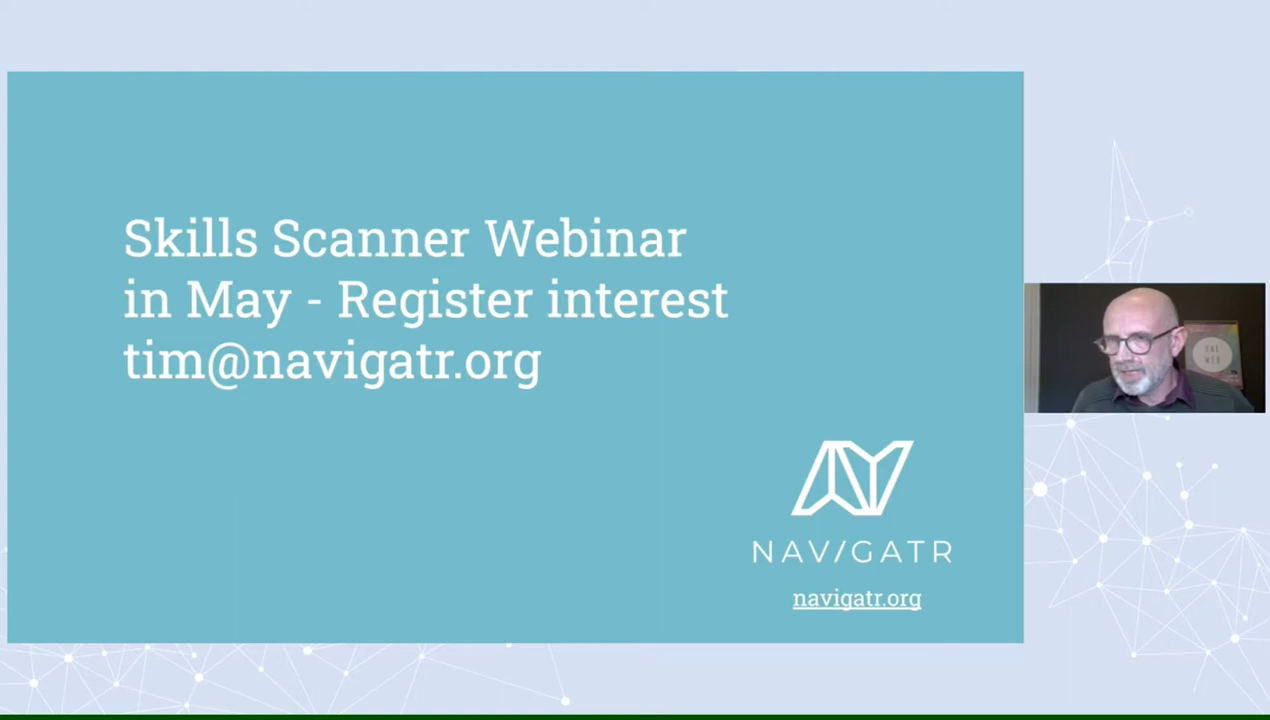 Skills Scanner Webinar
in May - Register interest
tim@navigatr.org
NAV/GATR
navigatr.org